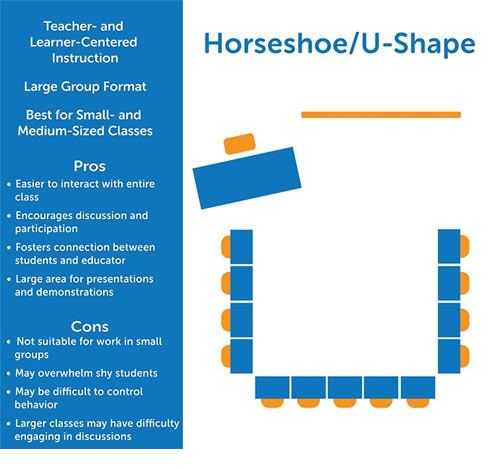 Teacher- and
Learner-Centered
Instruction
Large Group Format
Best for Small- and
Medium-Sized Classes
Pros
• Easier to interact with entire
class
• Encourages discussion and
participation
• Fosters connection between
students and educator
• Large area for presentations
and demonstrations
Cons
• Not suitable for work in small
groups
• May overwhelm shy students
• May be difficult to control
behavior
• Larger classes may have difficulty
engaging in discussions
Horseshoe/U-Shape